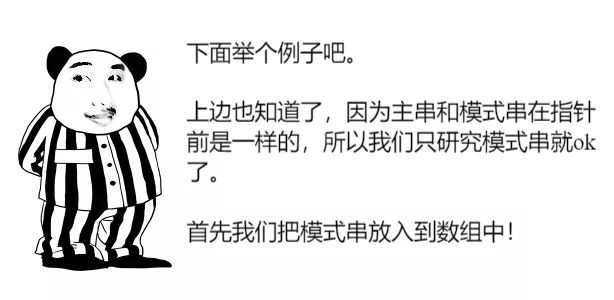 下面举个例子吧。
上边也知道了，因为主串和模式串在指针
前是一样的，所以我们只研究模式串就ok
了。
首先我们把模式串放入到数组中！